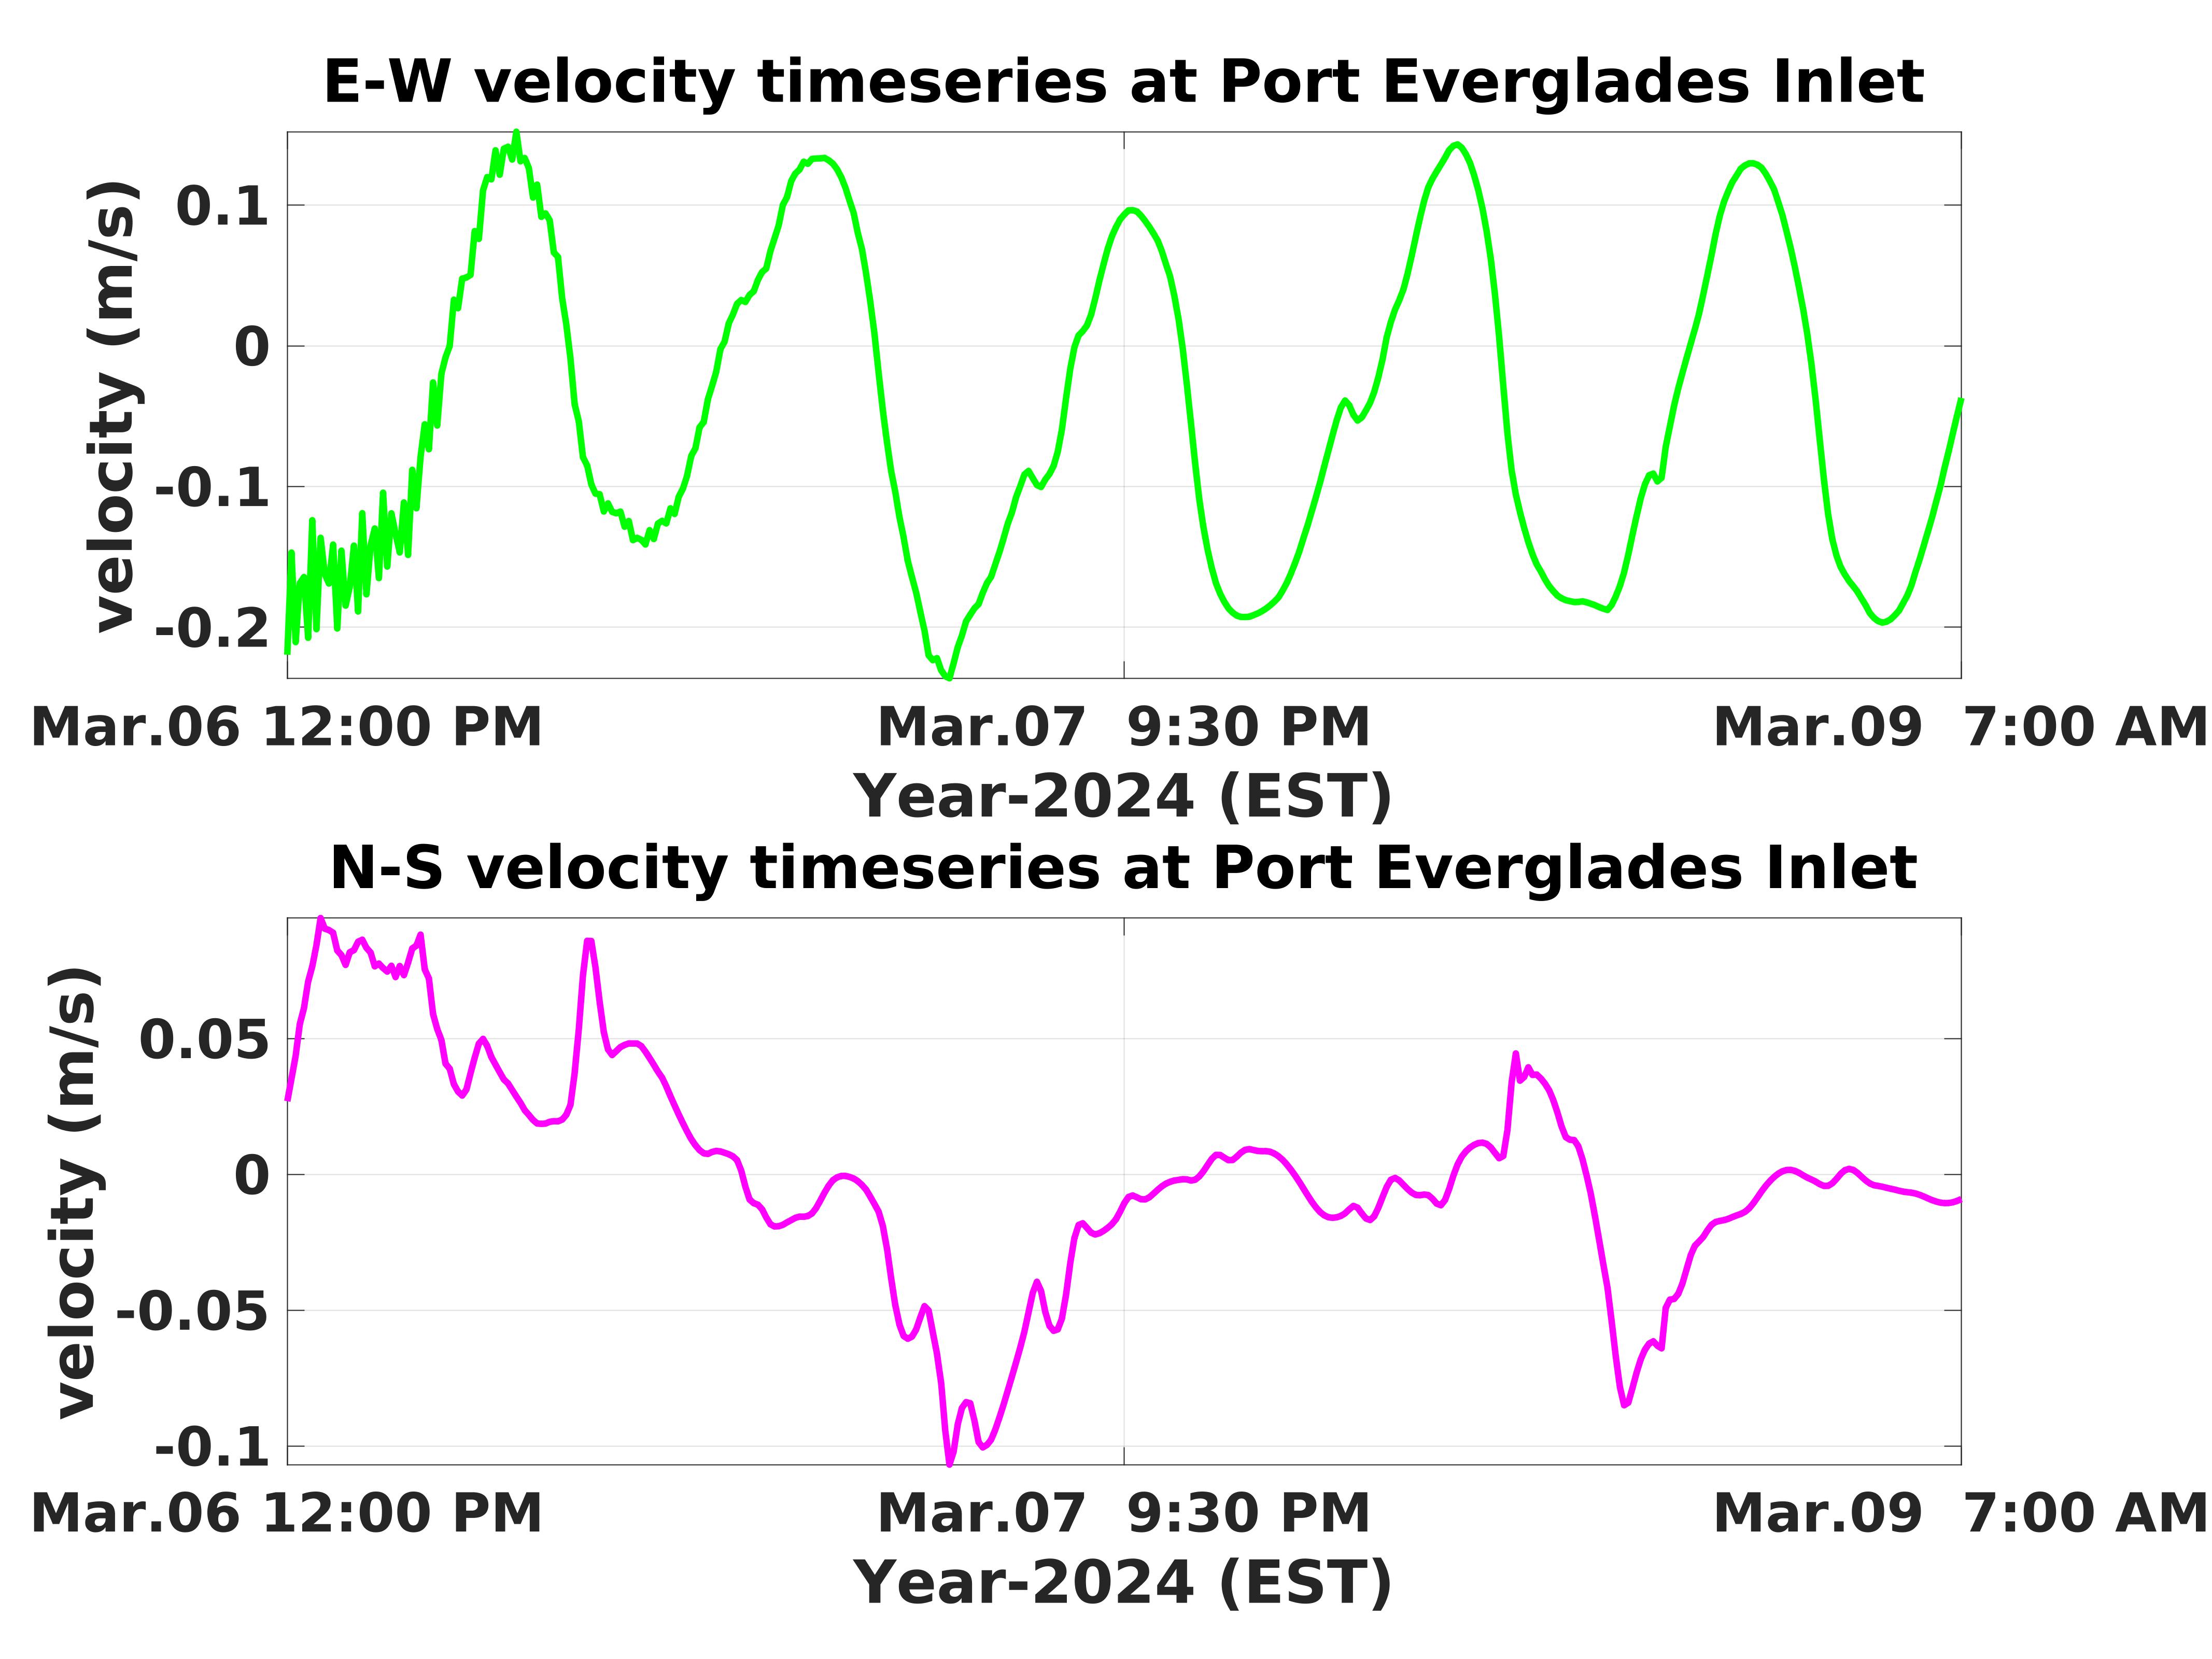 E-W velocity timeseries at Port Everglades Inlet
velocity (m/s)
0.1
0
-0.1
-0.2
Mar.06 12:00 PM
Mar.07 9:30 PM
Mar.09 7:00 AM
Year-2024 (EST)
N-S velocity timeseries at Port Everglades Inlet
velocity (m/s)
0.05
0
-0.05
-0.1
Mar.06 12:00 PM
Mar.07 9:30 PM
Mar.09 7:00 AM
Year-2024 (EST)